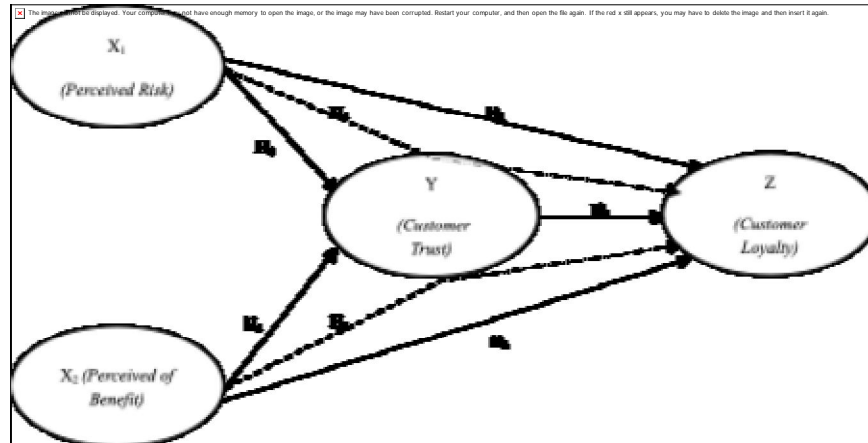 The image cannot be displayed. Your computer may not have enough memory to open the image, or the image may have been corrupted. Restart your computer, and then open the file again. If the red x still appears, you may have to delete the image and then insert it again.
X₁
(Perceived Risk)
Y
(Customer
Trust)
Z
(Customer
Loyalty)
X₂ (Perceived of
Benefit)